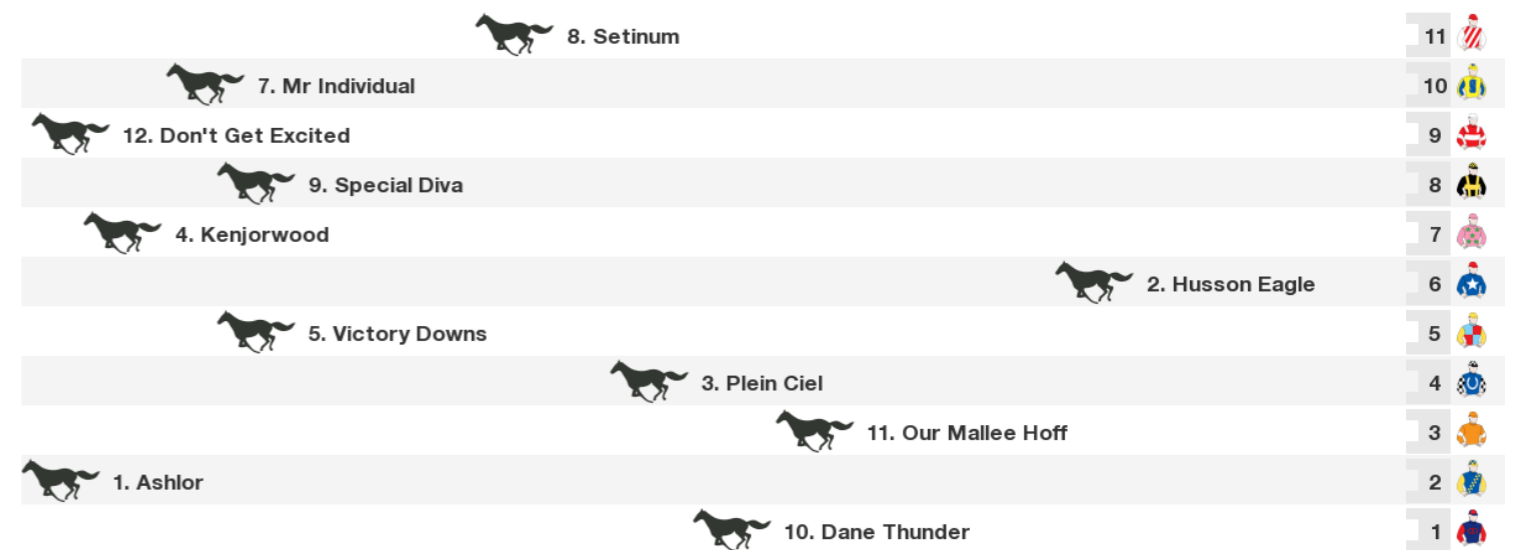 8. Setinum 11
7. Mr Individual 10
12. Don't Get Excited 9
9. Special Diva 8
4. Kenjorwood 7
2. Husson Eagle 6
5. Victory Downs 5
3. Plein Ciel 4
11. Our Mallee Hoff 3
1. Ashlor 2
10. Dane Thunder 1